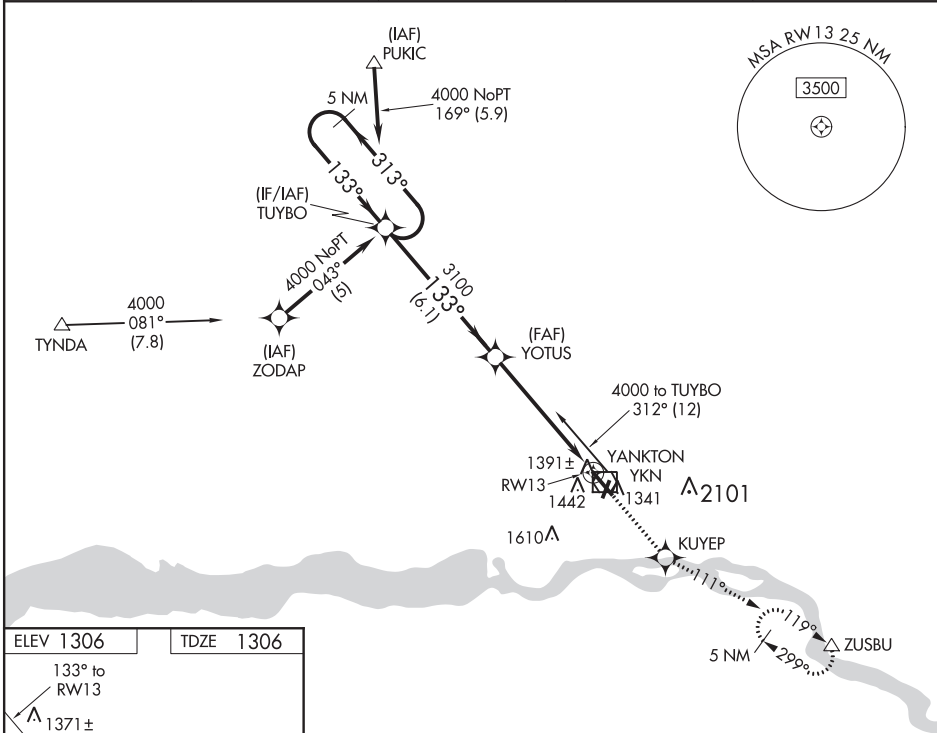 (IAF)
PUKIC
MSA RW13 25 NM
3500
5 NM
4000 NoPT
169° (5.9)
313°
133°
(IF/IAF)
TUYBO
4000 NoPT
043°
(5)
3100
133°
(6.1)
4000
081°
(7.8)
TYNDA
(IAF)
ZODAP
(FAF)
YOTUS
4000 to TUYBO
312° (12)
1391±
YANKTON
YKN
RW13
1442
1341
2101
1610
KUYEP
111°
119°
5 NM
299°
ZUSBU
ELEV 1306
TDZE 1306
133° to
RW13
1371±